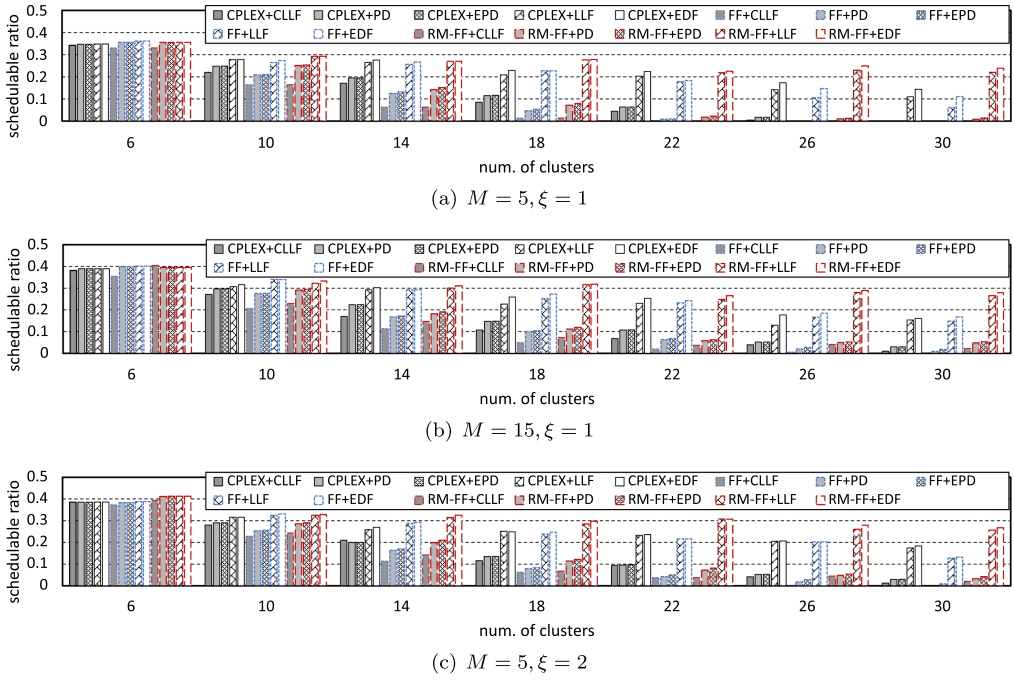 0.5
0.4
0.3
0.2
0.1
0
schedulable ratio
CPLEX+CLLF CPLEX+PD CPLEX+EPD CPLEX+LLF CPLEX+EDF FF+CLLF FF+PD FF+EPD
FF+LLF FF+EDF RM-FF+CLLF RM-FF+PD RM-FF+EPD RM-FF+LLF RM-FF+EDF
6 10 14 18 22 26 30
num. of clusters
(a) M = 5, ξ = 1
0.5
0.4
0.3
0.2
0.1
0
schedulable ratio
CPLEX+CLLF CPLEX+PD CPLEX+EPD CPLEX+LLF CPLEX+EDF FF+CLLF FF+PD FF+EPD
FF+LLF FF+EDF RM-FF+CLLF RM-FF+PD RM-FF+EPD RM-FF+LLF RM-FF+EDF
6 10 14 18 22 26 30
num. of clusters
(b) M = 15, ξ = 1
0.5
0.4
0.3
0.2
0.1
0
schedulable ratio
CPLEX+CLLF CPLEX+PD CPLEX+EPD CPLEX+LLF CPLEX+EDF FF+CLLF FF+PD FF+EPD
FF+LLF FF+EDF RM-FF+CLLF RM-FF+PD RM-FF+EPD RM-FF+LLF RM-FF+EDF
6 10 14 18 22 26 30
num. of clusters
(c) M = 5, ξ = 2